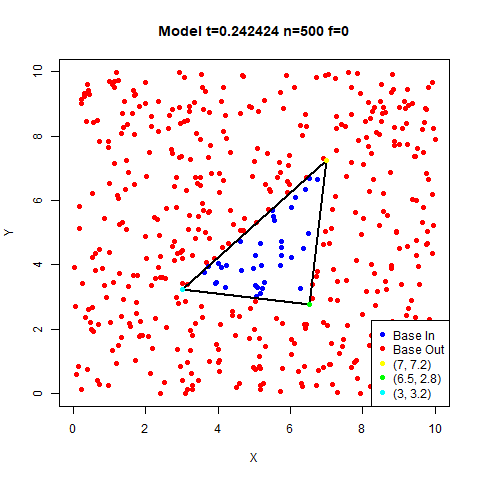 Model t=0.242424 n=500 f=0
10
8
6
4
2
0
Y
0 2 4 6 8 10
X
Base In
Base Out
(7, 7.2)
(6.5, 2.8)
(3, 3.2)